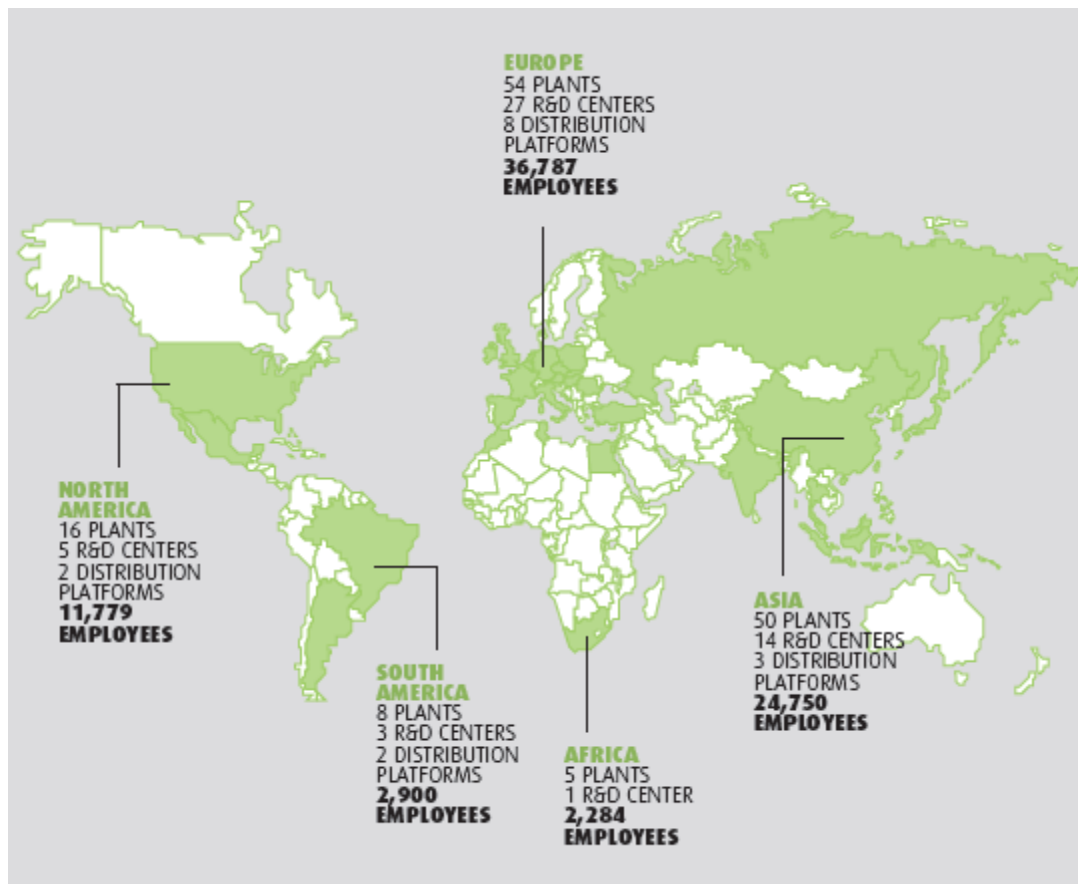 EUROPE
54 PLANTS
27 R&D CENTERS
8 DISTRIBUTION
PLATFORMS
36,787
EMPLOYEES
NORTH
AMERICA
16 PLANTS
5 R&D CENTERS
2 DISTRIBUTION
PLATFORMS
11,779
EMPLOYEES
SOUTH
AMERICA
8 PLANTS
3 R&D CENTERS
2 DISTRIBUTION
PLATFORMS
2,900
EMPLOYEES
AFRICA
5 PLANTS
1 R&D CENTER
2,284
EMPLOYEES
ASIA
50 PLANTS
14 R&D CENTERS
3 DISTRIBUTION
PLATFORMS
24,750
EMPLOYEES